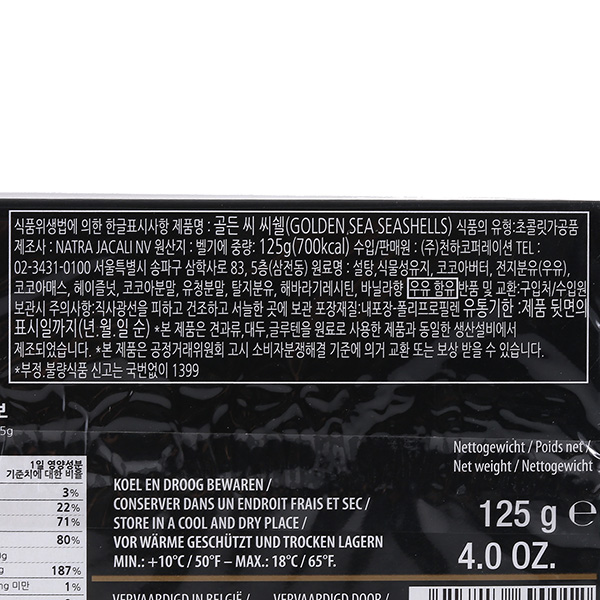 식품위생법에 의한 한글표시사항 제품명 : 골든 씨 씨쉘(GOLDEN SEA SEASHELLS) 식품의 유형:초콜릿가공품
제조사 : NATRA JACALI NV 원산지 : 벨기에 중량: 125g(700kcal) 수입/판매원 : (주)천하코퍼레이션 TEL :
02-3431-0100 서울특별시 송파구 삼학사로 83, 5층(삼전동) 원료명 : 설탕 식물성유지, 코코아버터, 전지분유(우유),
코코아매스, 헤이즐넛, 코코아분말, 유청분말, 탈지분유, 해바라기레시틴, 바닐라향 우유 함유 반품 및 교환:구입처/수입원
보관시 주의사항:직사광선을 피하고 건조하고 서늘한 곳에 보관 포장재질:내포장-폴리프로필렌 유통기한 :제품 뒷면의
표시일까지(년 월 일 순) *본 제품은 견과류,대두,글루텐을 원료로 사용한 제품과 동일한 생산설비에서
제조되었습니다. *본 제품은 공정거래위원회 고시 소비자분쟁해결 기준에 의거 교환 또는 보상 받을 수 있습니다.
*부정.불량식품 신고는 국번없이 1399
보
5g
1일 영양성분
기준치에 대한 비율
3%
22%
71%
80%
187%
미만 1%
KOEL EN DROOG BEWAREN /
CONSERVER DANS UN ENDROIT FRAIS ET SEC /
STORE IN A COOL AND DRY PLACE /
VOR WÄRME GESCHÜTZT UND TROCKEN LAGERN
MIN.: +10°C / 50°F – MAX.: 18°C / 65°F.
Nettogewicht / Poids net /
Net weight / Nettogewicht
125 g ℮
4.0 OZ.
VERVAARDIGD IN BELGIË /
VERVAARDIGD DOOR /